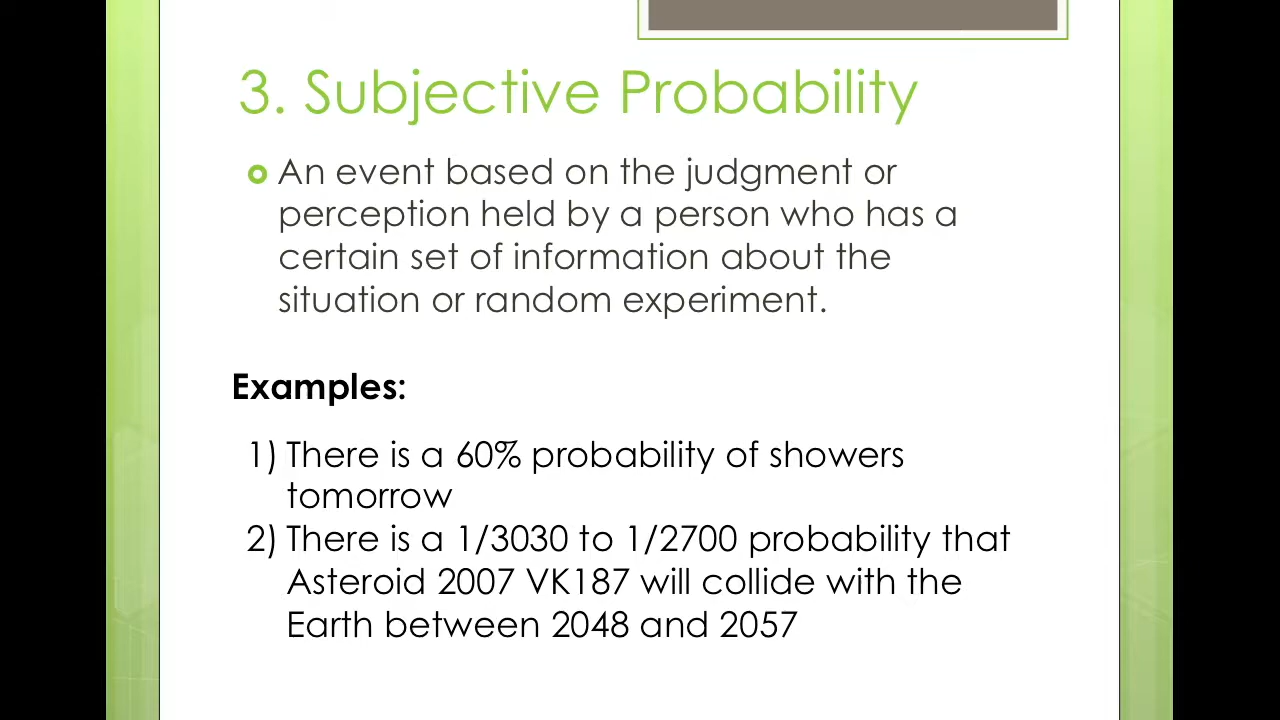 3. Subjective Probability
An event based on the judgment or
perception held by a person who has a
certain set of information about the
situation or random experiment.
Examples:
1) There is a 60% probability of showers
tomorrow
2) There is a 1/3030 to 1/2700 probability that
Asteroid 2007 VK187 will collide with the
Earth between 2048 and 2057